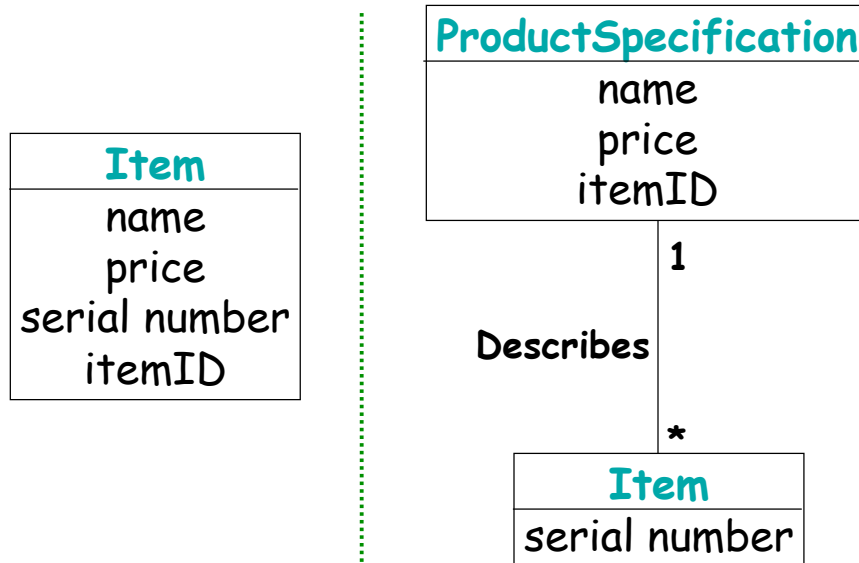 Item
name
price
serial number
itemID
ProductSpecification
name
price
itemID
1
Describes
*
Item
serial number